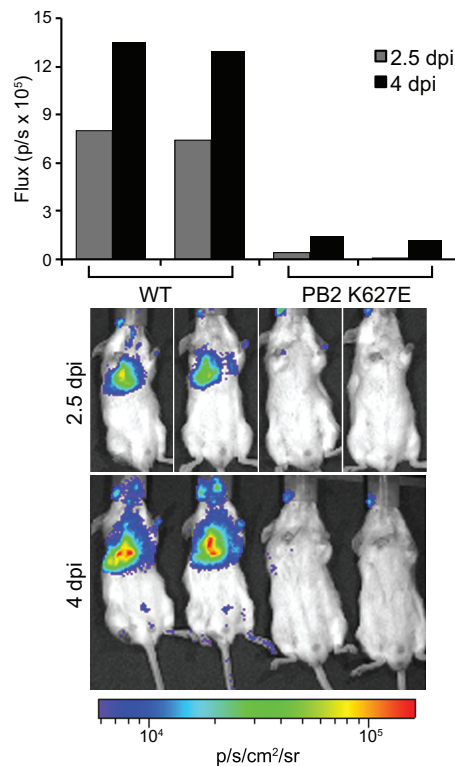 15
12
9
6
3
0
Flux (p/s x 10⁵)
2.5 dpi
4 dpi
WT
PB2 K627E
2.5 dpi
4 dpi
10⁴
10⁵
p/s/cm²/sr